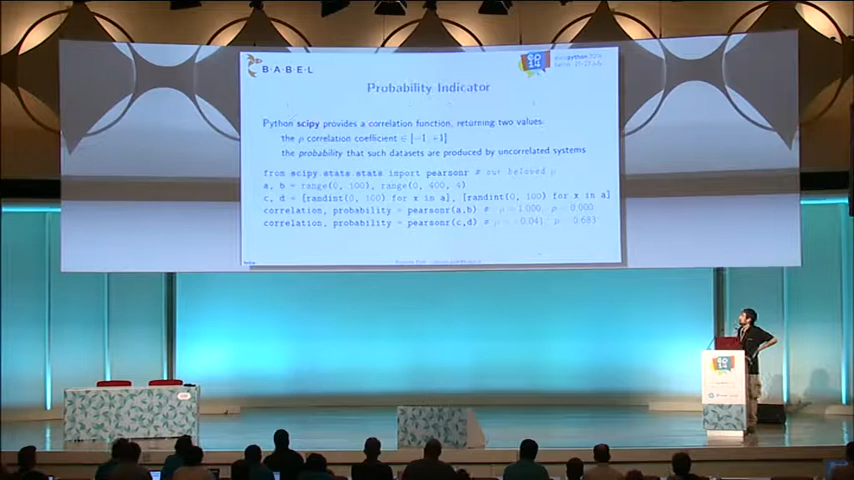 B·A·B·E·L
europython 2014
Probability Indicator
Python scipy provides a correlation function, returning two values:
the ρ correlation coefficient ∈ [−1, +1]
the probability that such datasets are produced by uncorrelated systems
from scipy.stats.stats import pearsonr # our beloved ρ
a, b = range(0, 100), range(0, 400, 4)
c, d = [randint(0, 100) for x in a], [randint(0, 100) for x in a]
correlation, probability = pearsonr(a,b) # ρ = 1.000, p = 0.000
correlation, probability = pearsonr(c,d) # ρ = −0.041, p = 0.683